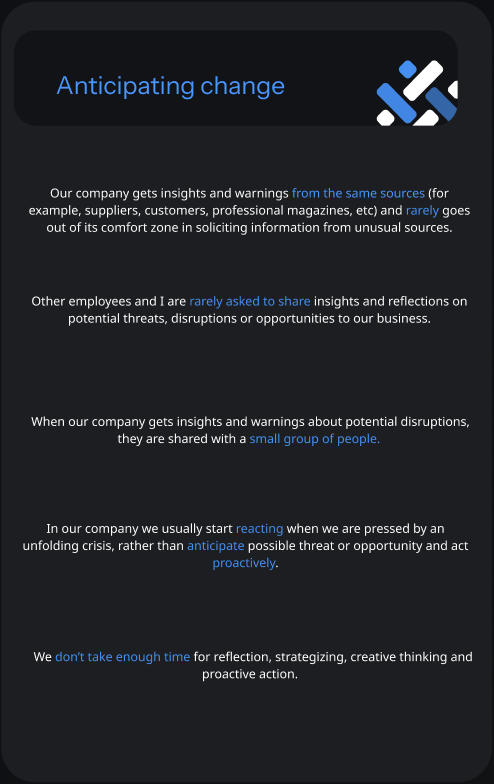 Anticipating change
Our company gets insights and warnings from the same sources (for
example, suppliers, customers, professional magazines, etc) and rarely goes
out of its comfort zone in soliciting information from unusual sources.
Other employees and I are rarely asked to share insights and reflections on
potential threats, disruptions or opportunities to our business.
When our company gets insights and warnings about potential disruptions,
they are shared with a small group of people.
In our company we usually start reacting when we are pressed by an
unfolding crisis, rather than anticipate possible threat or opportunity and act
proactively.
We don't take enough time for reflection, strategizing, creative thinking and
proactive action.